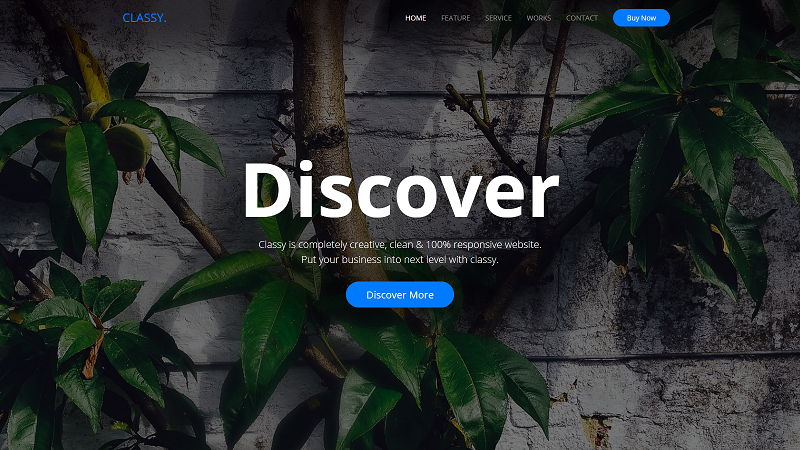 CLASSY.
HOME
FEATURE
SERVICE
WORKS
CONTACT
Buy Now
Discover
Classy is completely creative, clean & 100% responsive website.
Put your business into next level with classy.
Discover More